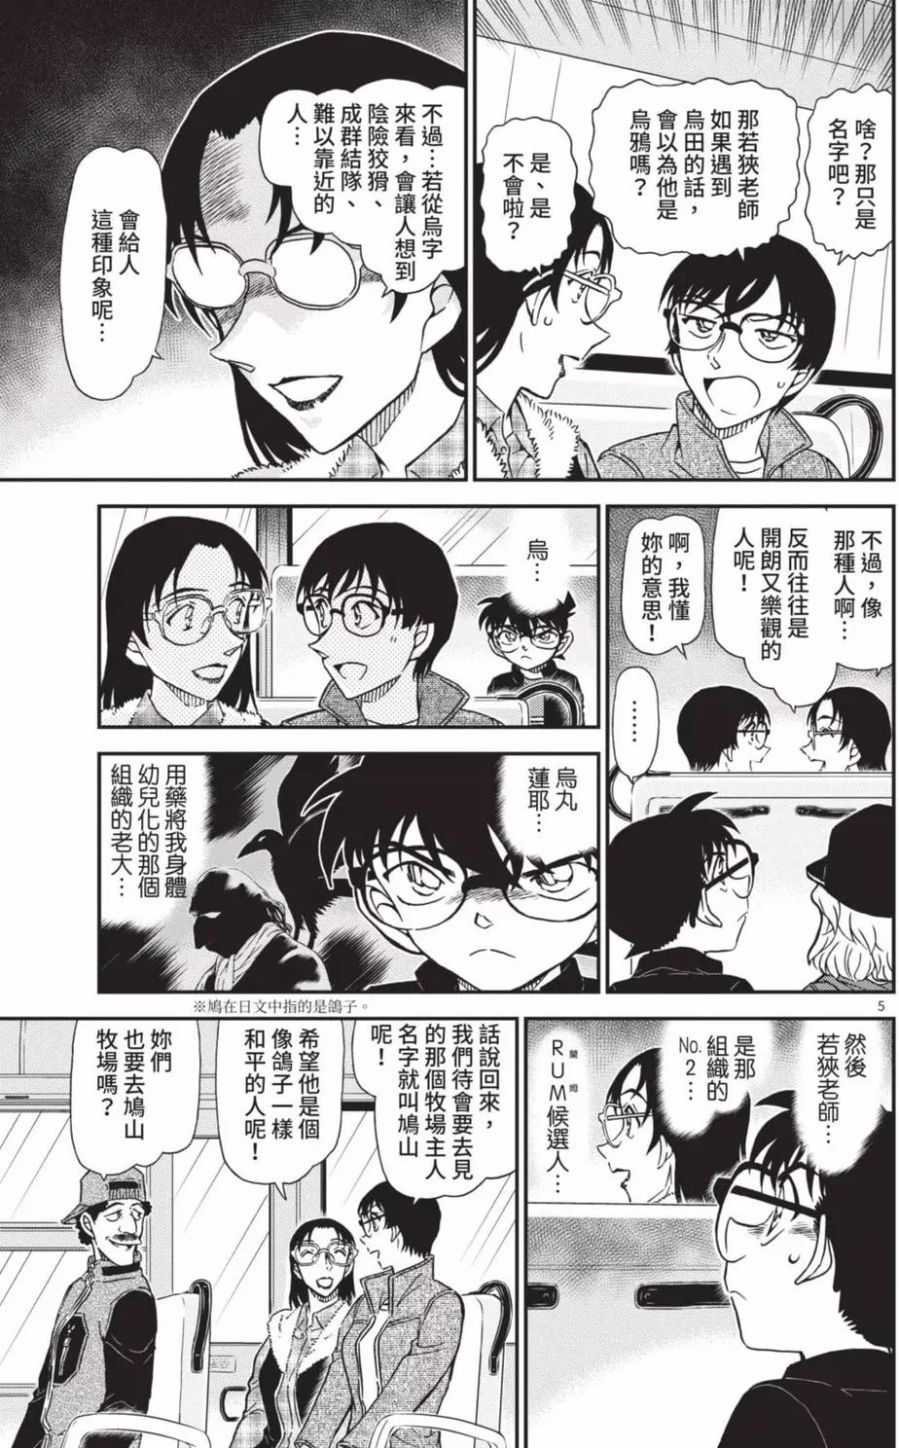 啥？那只是
名字吧？
那若狹老師
如果遇到
烏田的話，
會以為他是
烏鴉嗎？
是、是
不會啦？
不過…若從烏字
來看，會讓人想到
陰險狡猾、
成群結隊、
難以靠近的
人…
會給人
這種印象呢…
不過，像
那種人啊…
反而往往是
開朗又樂觀的
人呢！
啊，我懂
妳的意思！
……
烏…
烏丸
蓮耶…
用藥將我身體
幼兒化的那個
組織的老大…
※鳩在日文中指的是鴿子。
5
然後
若狹老師…
是那
組織的
No.2…
RUM候選人…
蘭姆
話說回來，
我們待會要去見
的那個牧場主人
名字就叫鳩山
呢！
希望他是個
像鴿子一樣
和平的人呢！
妳們
也要去鳩山
牧場嗎？